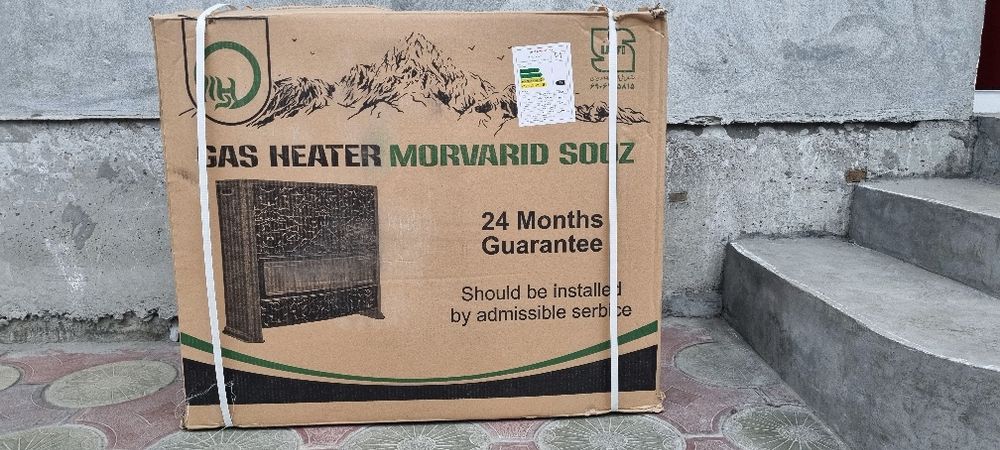 GAS HEATER MORVARID SOOZ
24 Months
Guarantee
Should be installed
by admissible serbice